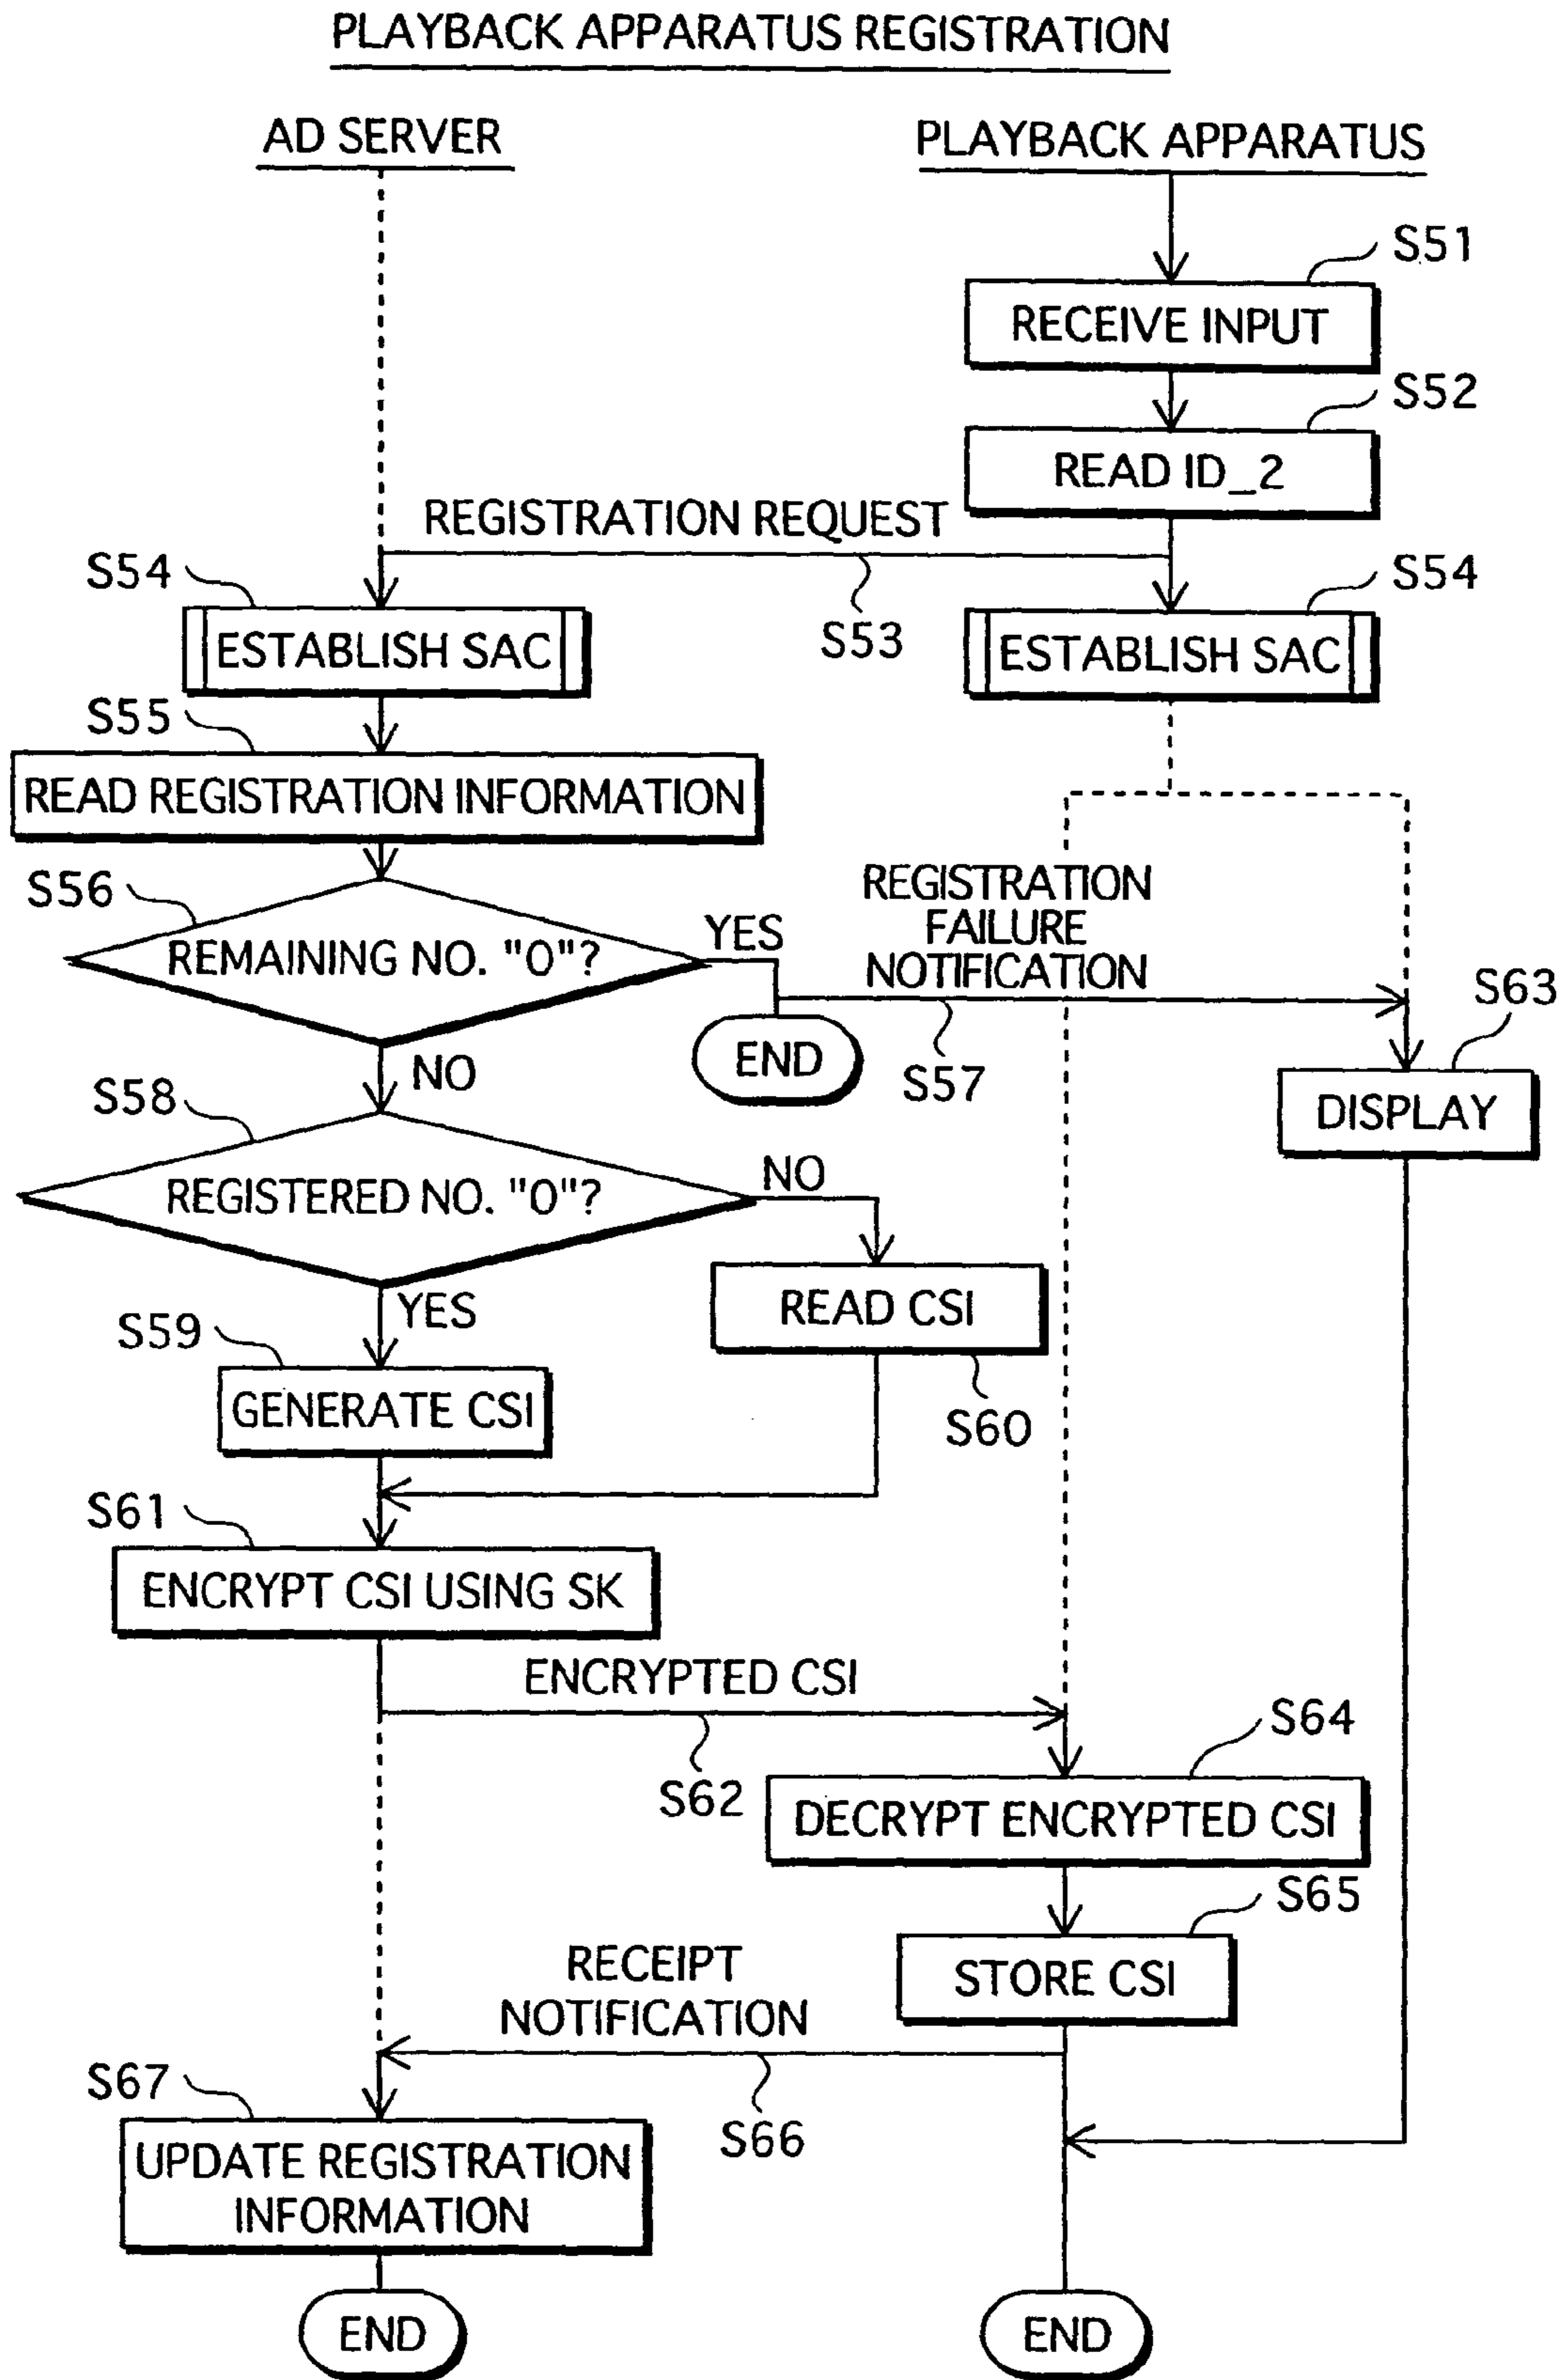 PLAYBACK APPARATUS REGISTRATION
AD SERVER
PLAYBACK APPARATUS
S51
RECEIVE INPUT
S52
READ ID_2
REGISTRATION REQUEST
S53
S54
ESTABLISH SAC
S54
ESTABLISH SAC
S55
READ REGISTRATION INFORMATION
S56
REMAINING NO. "0"?
YES
REGISTRATION
FAILURE
NOTIFICATION
S57
END
S63
DISPLAY
NO
S58
REGISTERED NO. "0"?
NO
READ CSI
S60
YES
S59
GENERATE CSI
S61
ENCRYPT CSI USING SK
ENCRYPTED CSI
S62
S64
DECRYPT ENCRYPTED CSI
S65
STORE CSI
RECEIPT
NOTIFICATION
S66
S67
UPDATE REGISTRATION
INFORMATION
END
END